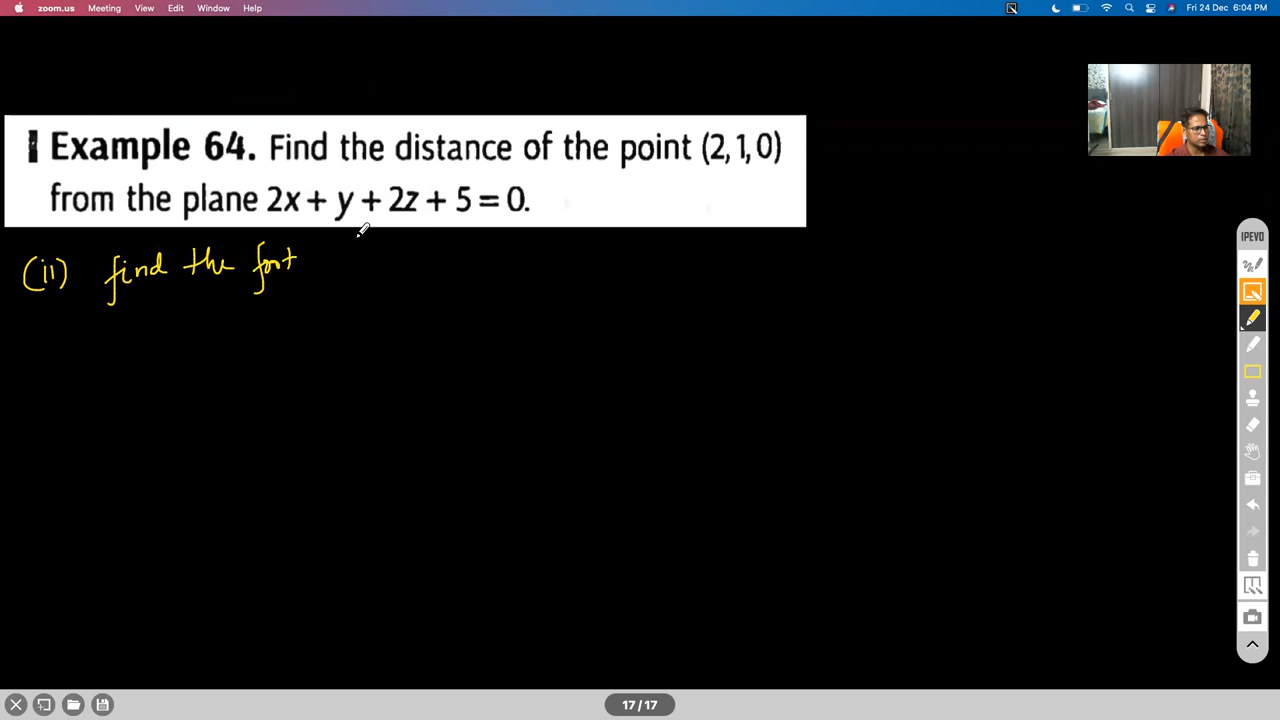 zoom.us Meeting View Edit Window Help Fri 24 Dec 6:04 PM
Example 64. Find the distance of the point (2, 1, 0)
from the plane 2x + y + 2z + 5 = 0.
(ii) find the foot
IPEVO
17 / 17